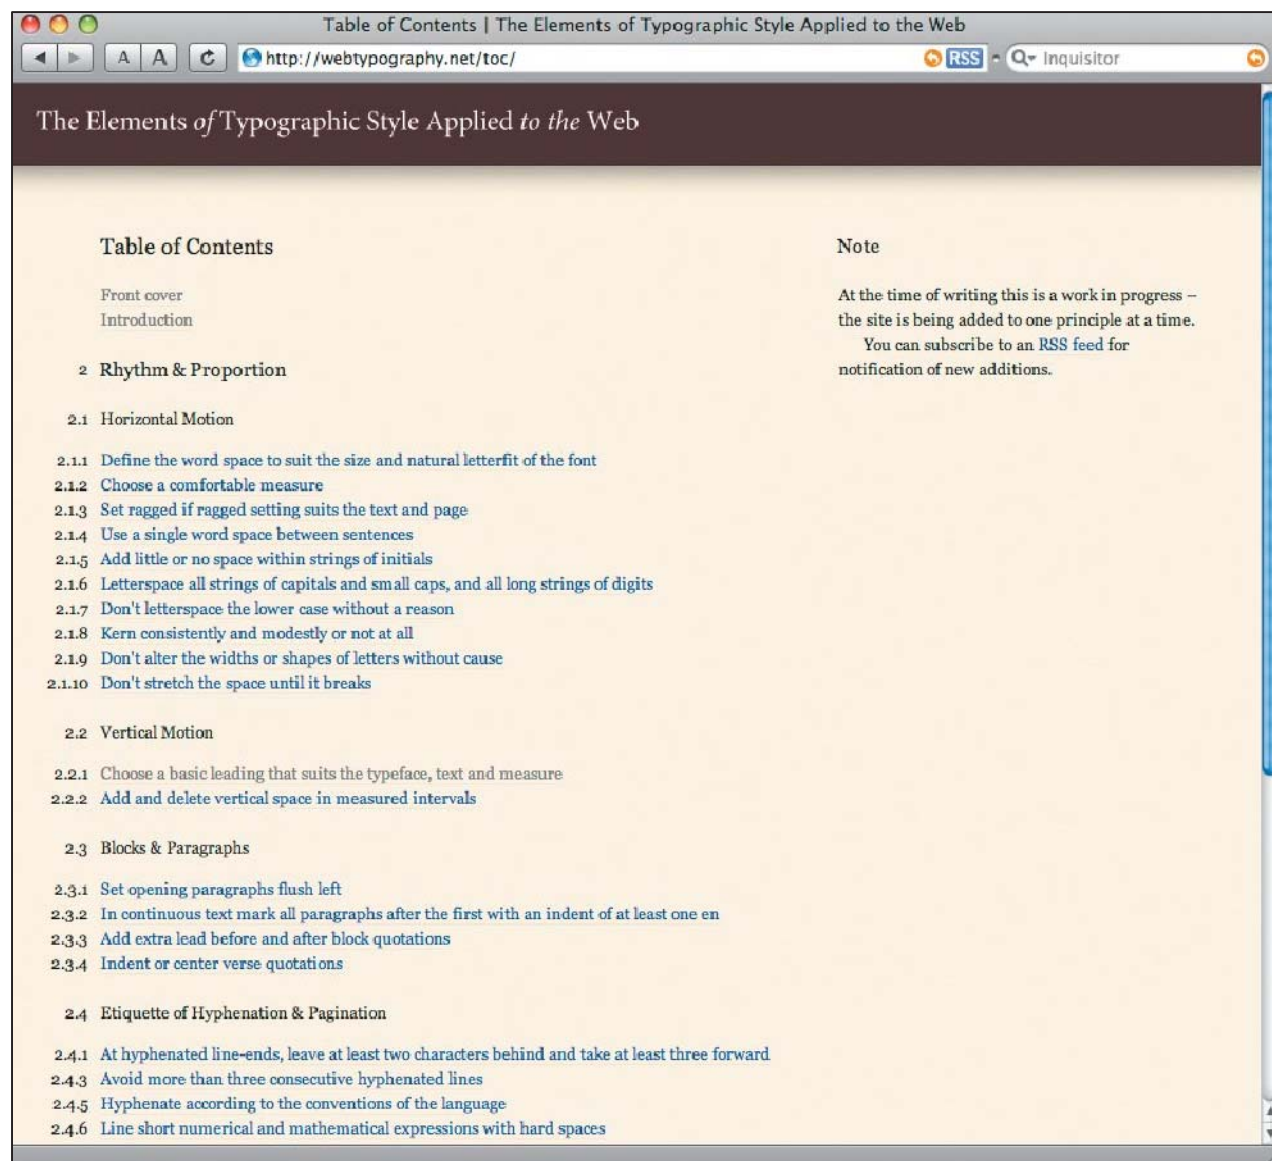 Table of Contents | The Elements of Typographic Style Applied to the Web
A A http://webtypography.net/toc/ RSS Inquisitor
The Elements of Typographic Style Applied to the Web
Table of Contents
Front cover
Introduction
2 Rhythm & Proportion
2.1 Horizontal Motion
2.1.1 Define the word space to suit the size and natural letterfit of the font
2.1.2 Choose a comfortable measure
2.1.3 Set ragged if ragged setting suits the text and page
2.1.4 Use a single word space between sentences
2.1.5 Add little or no space within strings of initials
2.1.6 Letterspace all strings of capitals and small caps, and all long strings of digits
2.1.7 Don't letterspace the lower case without a reason
2.1.8 Kern consistently and modestly or not at all
2.1.9 Don't alter the widths or shapes of letters without cause
2.1.10 Don't stretch the space until it breaks
2.2 Vertical Motion
2.2.1 Choose a basic leading that suits the typeface, text and measure
2.2.2 Add and delete vertical space in measured intervals
2.3 Blocks & Paragraphs
2.3.1 Set opening paragraphs flush left
2.3.2 In continuous text mark all paragraphs after the first with an indent of at least one en
2.3.3 Add extra lead before and after block quotations
2.3.4 Indent or center verse quotations
2.4 Etiquette of Hyphenation & Pagination
2.4.1 At hyphenated line-ends, leave at least two characters behind and take at least three forward
2.4.3 Avoid more than three consecutive hyphenated lines
2.4.5 Hyphenate according to the conventions of the language
2.4.6 Line short numerical and mathematical expressions with hard spaces
Note
At the time of writing this is a work in progress –
the site is being added to one principle at a time.
You can subscribe to an RSS feed for
notification of new additions.